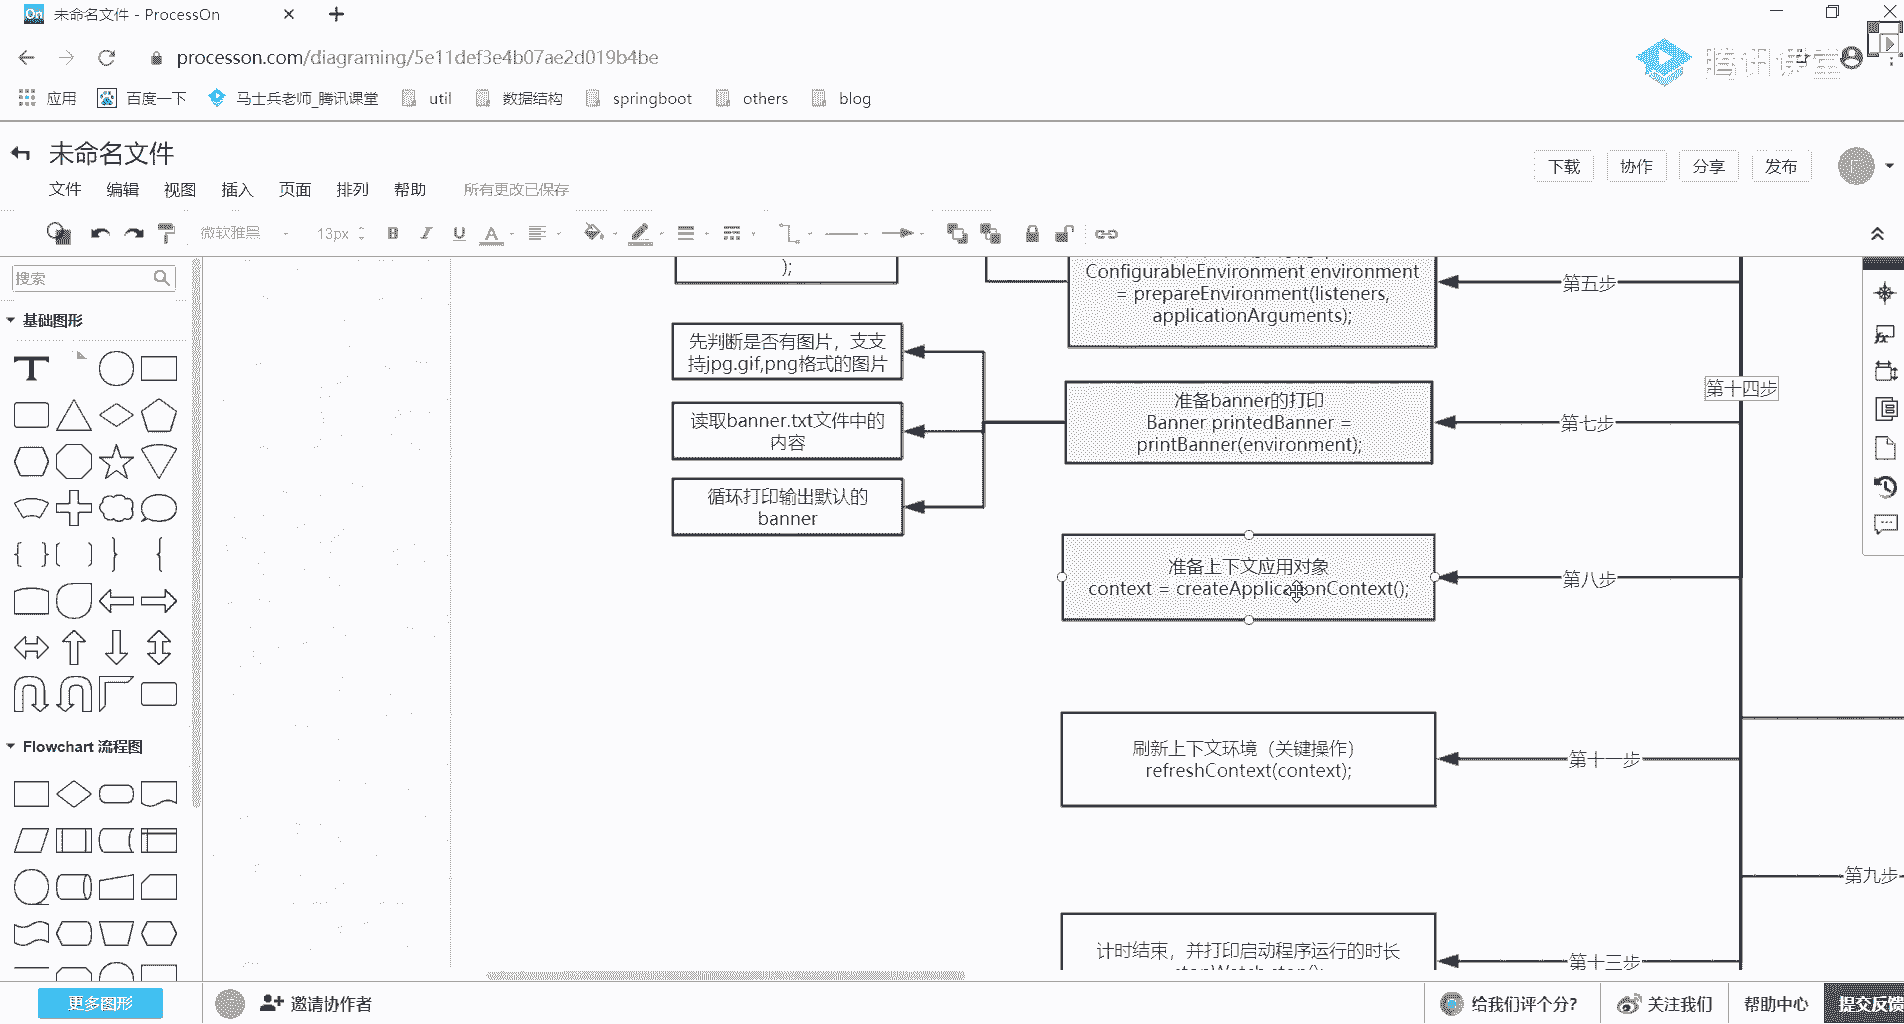 未命名文件 - ProcessOn
processon.com/diagraming/5e11def3e4b07ae2d019b4be
腾讯课堂
应用
百度一下
马士兵老师_腾讯课堂
util
数据结构
springboot
others
blog
未命名文件
文件 编辑 视图 插入 页面 排列 帮助 所有更改已保存
下载 协作 分享 发布
微软雅黑
13px
搜索
基础图形
Flowchart 流程图
更多图形
);
ConfigurableEnvironment environment
= prepareEnvironment(listeners,
applicationArguments);
第五步
先判断是否有图片，支支
持jpg.gif,png格式的图片
读取banner.txt文件中的
内容
循环打印输出默认的
banner
准备banner的打印
Banner printedBanner =
printBanner(environment);
第七步
第十四步
准备上下文应用对象
context = createApplicationContext();
第八步
刷新上下文环境（关键操作）
refreshContext(context);
第十一步
第九步
计时结束，并打印启动程序运行的时长
第十三步
邀请协作者
给我们评个分?
关注我们
帮助中心
提交反馈